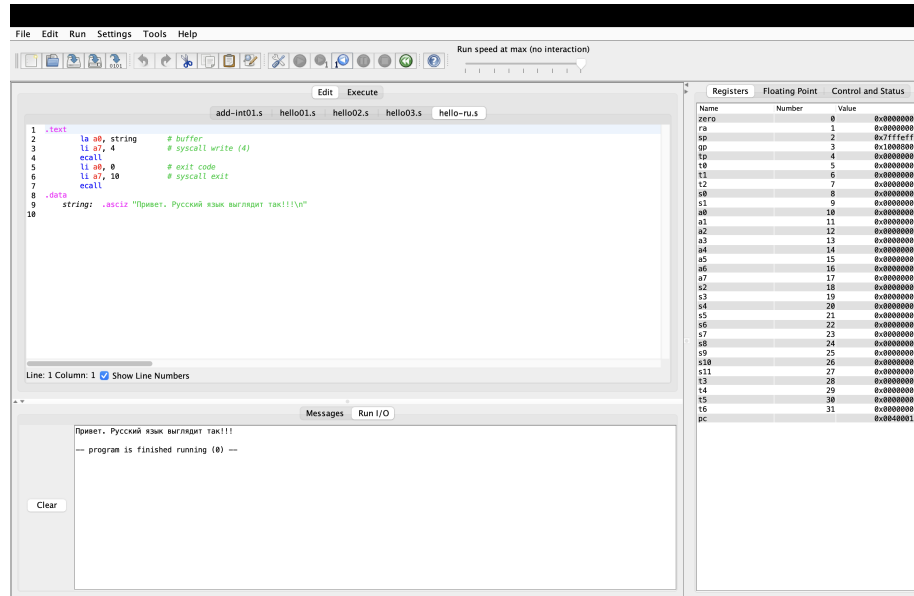 File Edit Run Settings Tools Help
Run speed at max (no interaction)
Edit Execute
add-int01.s hello01.s hello02.s hello03.s hello-ru.s
1 .text
2 la a0, string # buffer
3 li a7, 4 # syscall write (4)
4 ecall
5 li a0, 0 # exit code
6 li a7, 10 # syscall exit
7 ecall
8 .data
9 string: .asciz "Привет. Русский язык выглядит так!!!\n"
10
Line: 1 Column: 1 Show Line Numbers
Messages Run I/O
Привет. Русский язык выглядит так!!!
-- program is finished running (0) --
Clear
Registers Floating Point Control and Status
Name Number Value
zero 0 0x0000000
ra 1 0x0000000
sp 2 0x7fffeff
gp 3 0x1000800
tp 4 0x0000000
t0 5 0x0000000
t1 6 0x0000000
t2 7 0x0000000
s0 8 0x0000000
s1 9 0x0000000
a0 10 0x0000000
a1 11 0x0000000
a2 12 0x0000000
a3 13 0x0000000
a4 14 0x0000000
a5 15 0x0000000
a6 16 0x0000000
a7 17 0x0000000
s2 18 0x0000000
s3 19 0x0000000
s4 20 0x0000000
s5 21 0x0000000
s6 22 0x0000000
s7 23 0x0000000
s8 24 0x0000000
s9 25 0x0000000
s10 26 0x0000000
s11 27 0x0000000
t3 28 0x0000000
t4 29 0x0000000
t5 30 0x0000000
t6 31 0x0000000
pc 0x0040001